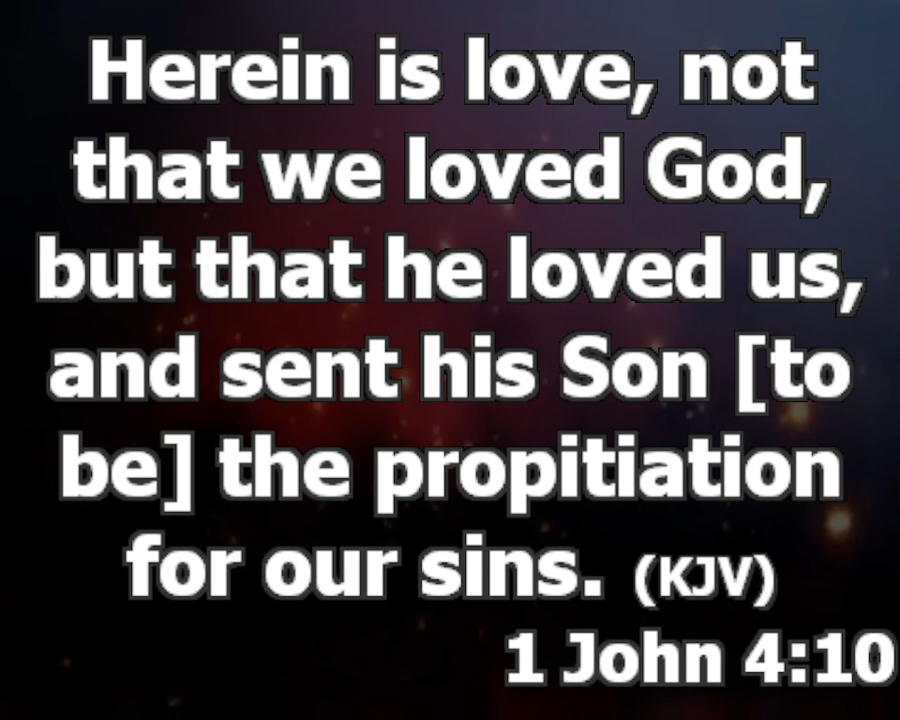 Herein is love, not
that we loved God,
but that he loved us,
and sent his Son [to
be] the propitiation
for our sins. (KJV)
1 John 4:10